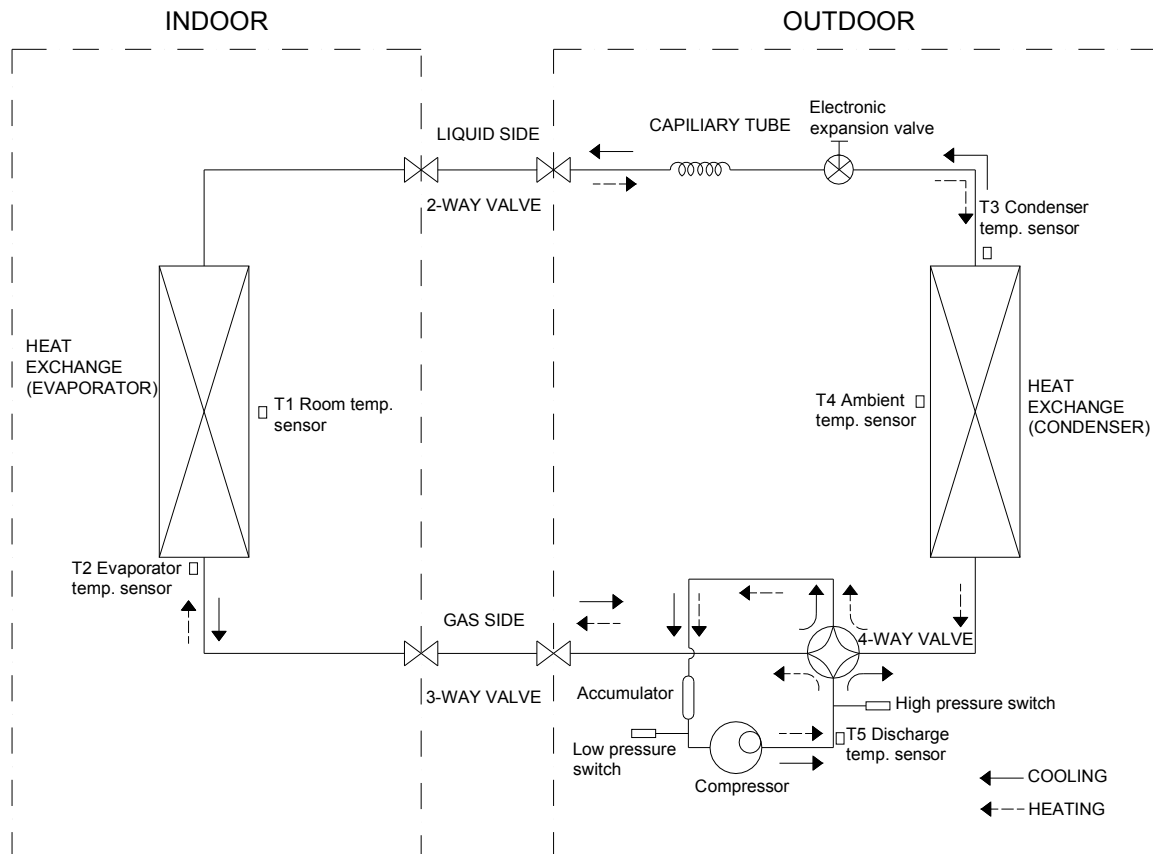 INDOOR
OUTDOOR
LIQUID SIDE
CAPILIARY TUBE
Electronic
expansion valve
2-WAY VALVE
T3 Condenser
temp. sensor
HEAT
EXCHANGE
(EVAPORATOR)
T1 Room temp.
sensor
T4 Ambient
temp. sensor
HEAT
EXCHANGE
(CONDENSER)
T2 Evaporator
temp. sensor
GAS SIDE
4-WAY VALVE
3-WAY VALVE
Accumulator
High pressure switch
Low pressure
switch
T5 Discharge
temp. sensor
Compressor
COOLING
HEATING